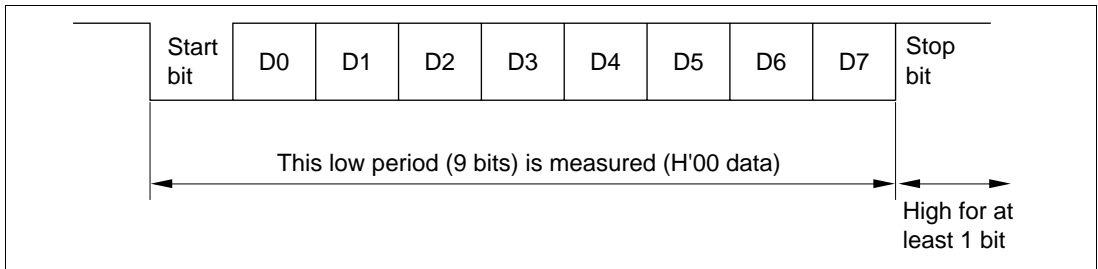 Start
bit
D0 D1 D2 D3 D4 D5 D6 D7
Stop
bit
This low period (9 bits) is measured (H'00 data)
High for at
least 1 bit